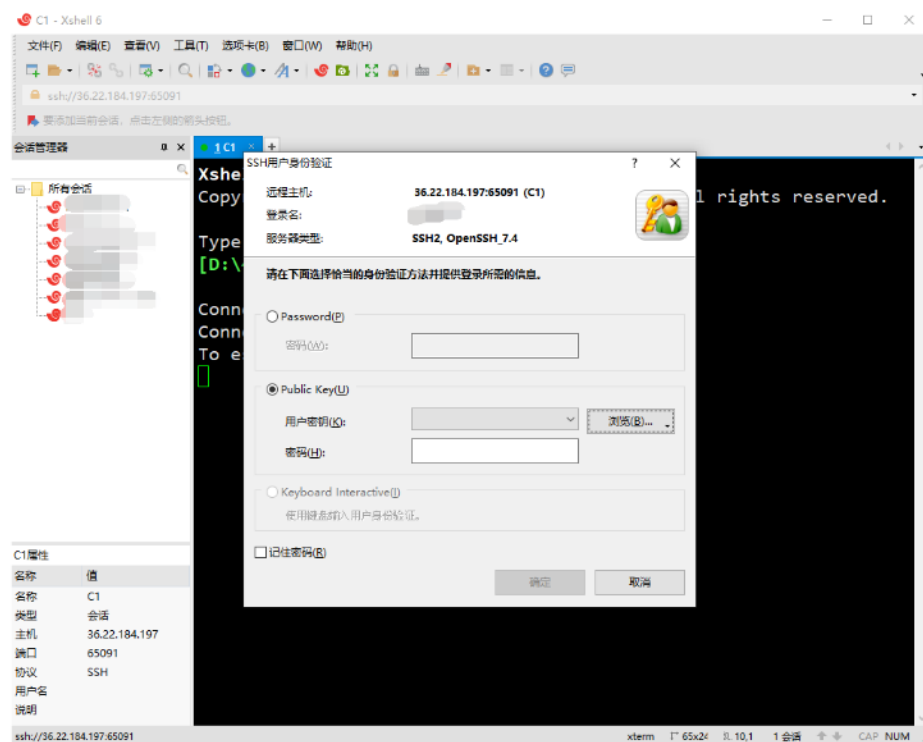 C1 - Xshell 6
文件(F) 编辑(E) 查看(V) 工具(T) 选项卡(B) 窗口(W) 帮助(H)
ssh://36.22.184.197:65091
要添加当前会话，点击左侧的箭头按钮。
会话管理器
1 C1
所有会话
Xshe
Copy
l rights reserved.
Type
[D:\
Conn
Conn
To e
SSH用户身份验证
远程主机: 36.22.184.197:65091 (C1)
登录名:
服务器类型: SSH2, OpenSSH_7.4
请在下面选择恰当的身份验证方法并提供登录所需的信息。
Password(P)
密码(W):
Public Key(U)
用户密钥(K): 浏览(B)...
密码(H):
Keyboard Interactive(I)
使用键盘输入用户身份验证。
记住密码(R)
确定 取消
C1属性
名称 值
名称 C1
类型 会话
主机 36.22.184.197
端口 65091
协议 SSH
用户名
说明
ssh://36.22.184.197:65091 xterm 65x24 10,1 1 会话 CAP NUM